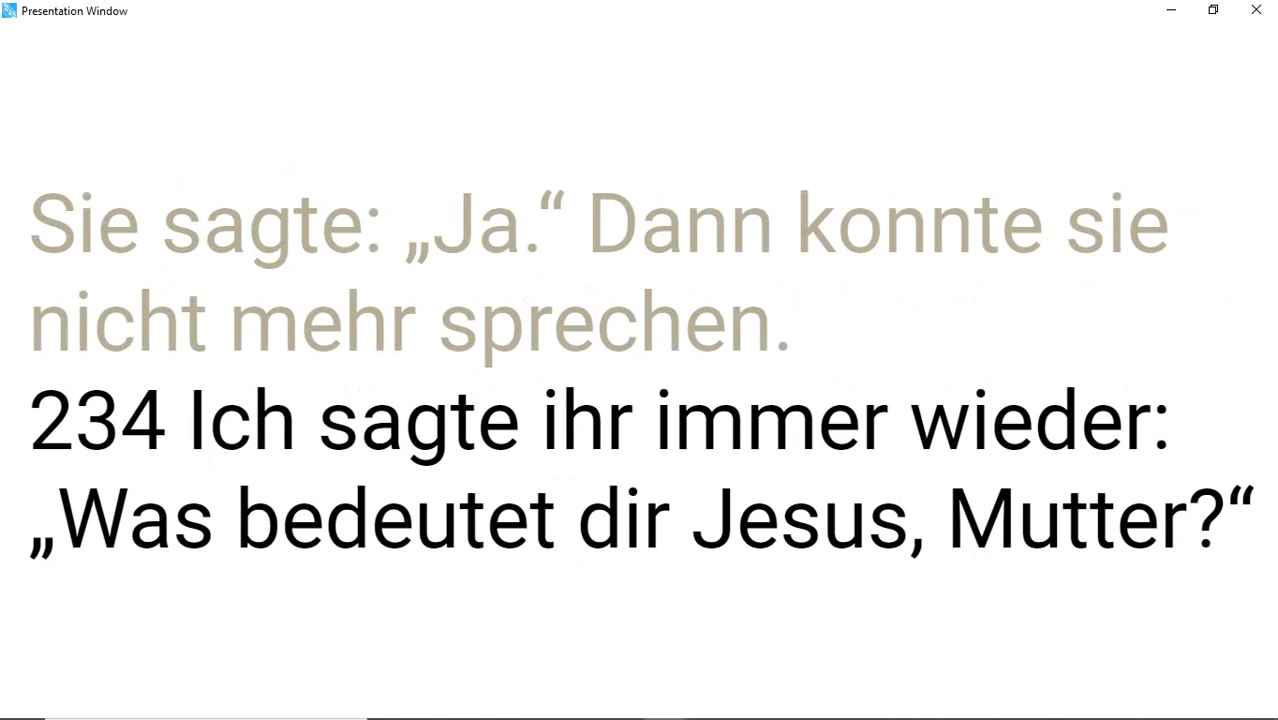 Presentation Window
Sie sagte: „Ja.“ Dann konnte sie
nicht mehr sprechen.
234 Ich sagte ihr immer wieder:
„Was bedeutet dir Jesus, Mutter?“